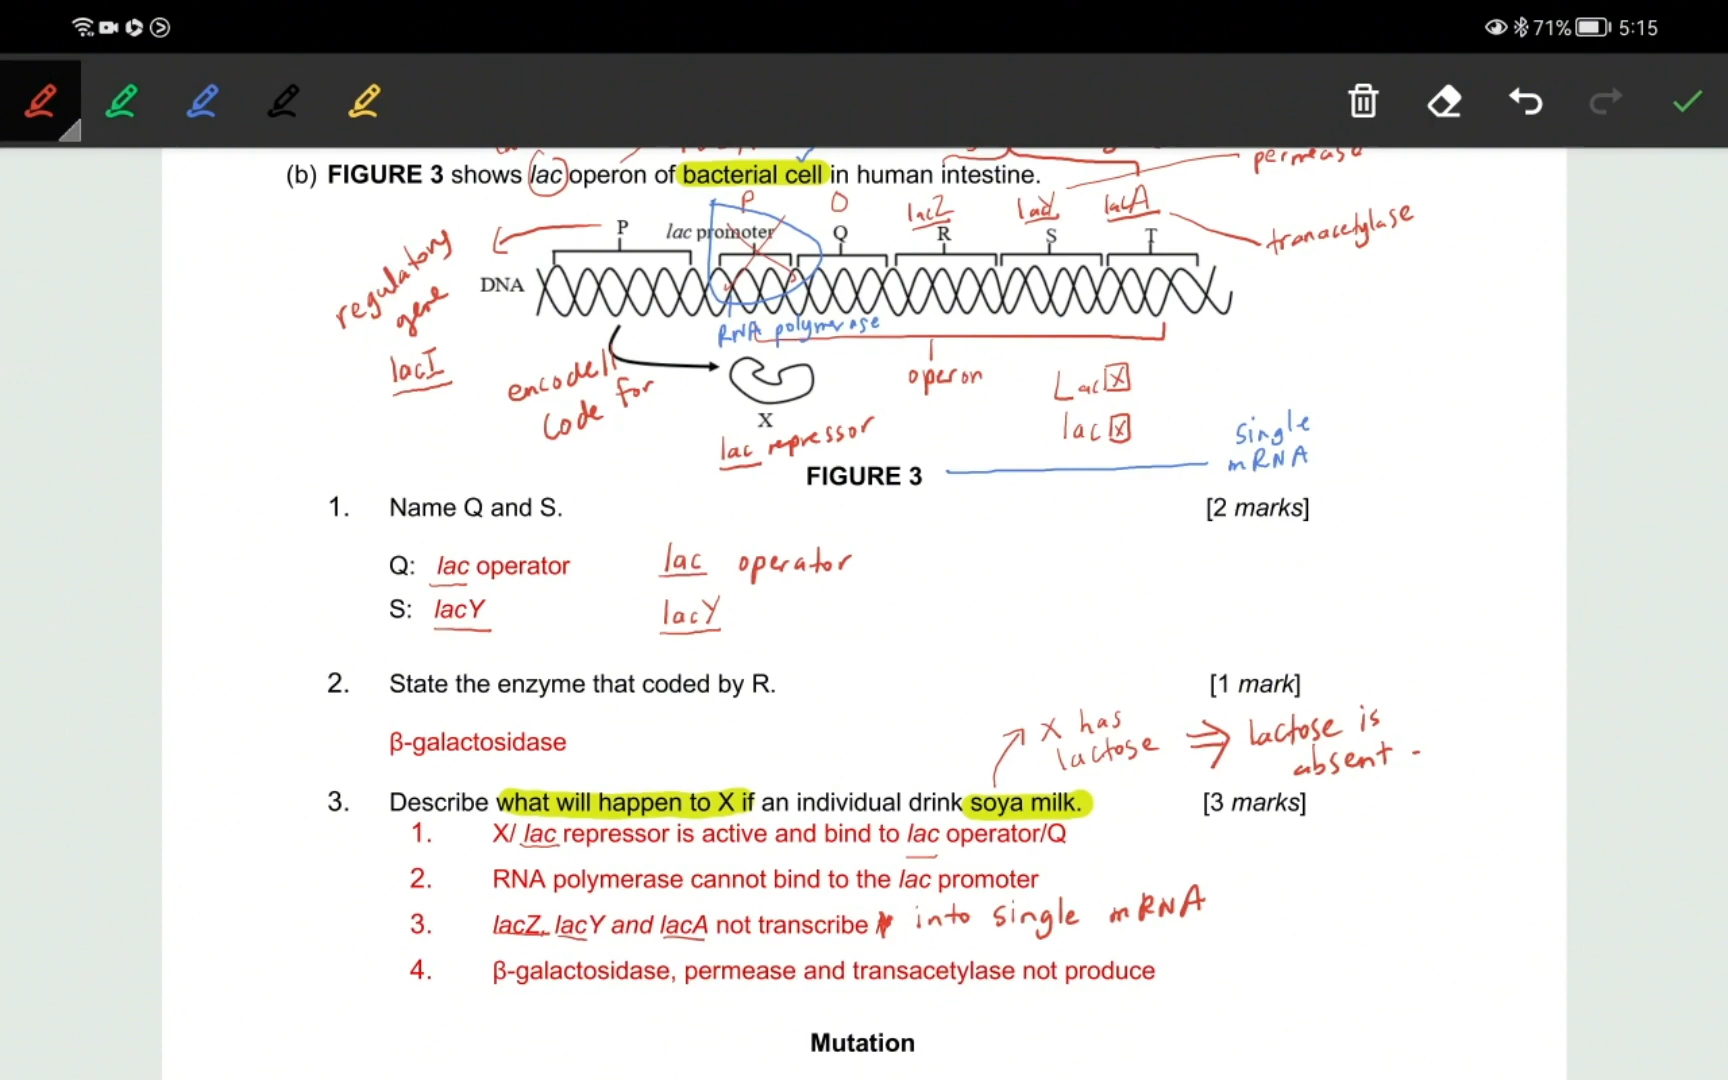 71% 5:15
permease
(b) FIGURE 3 shows lac operon of bacterial cell in human intestine.
P O lacZ lacY lacA
P lac promoter Q R S T
tranacetylase
regulatory
gene
lacI
DNA
RNA polymerase
encode//
code for
operon
Lac X
lac X
X
lac repressor
single
mRNA
FIGURE 3
1. Name Q and S. [2 marks]
Q: lac operator lac operator
S: lacY lacY
2. State the enzyme that coded by R. [1 mark]
β-galactosidase
X has
lactose ⇒ lactose is
absent.
3. Describe what will happen to X if an individual drink soya milk. [3 marks]
1. X/ lac repressor is active and bind to lac operator/Q
2. RNA polymerase cannot bind to the lac promoter
3. lacZ, lacY and lacA not transcribe into single mRNA
4. β-galactosidase, permease and transacetylase not produce
Mutation